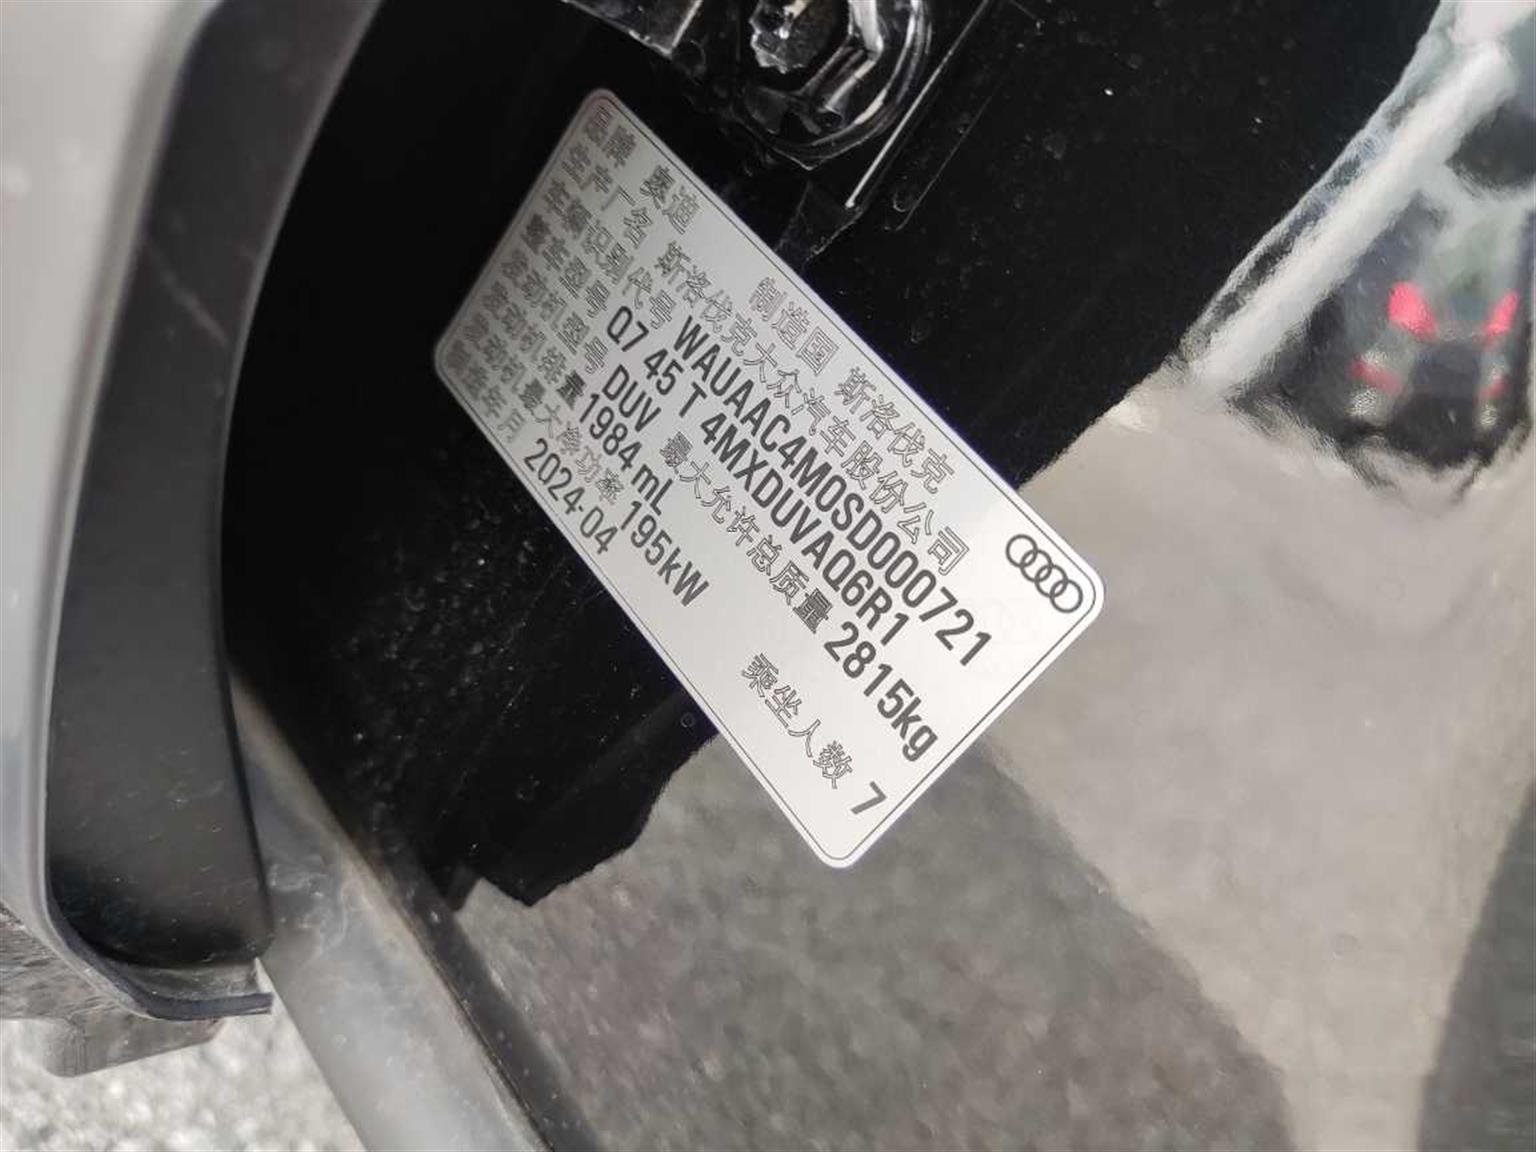 品牌 奥迪 制造国 斯洛伐克
生产厂名 斯洛伐克大众汽车股份公司
车辆识别代号 WAUAAC4M0SD000721
整车型号 Q7 45 T 4MXDUVAQ6R1
发动机型号 DUV 最大允许总质量 2815kg
发动机排量 1984 mL
发动机最大净功率 195kW 乘坐人数 7
制造年月 2024-04